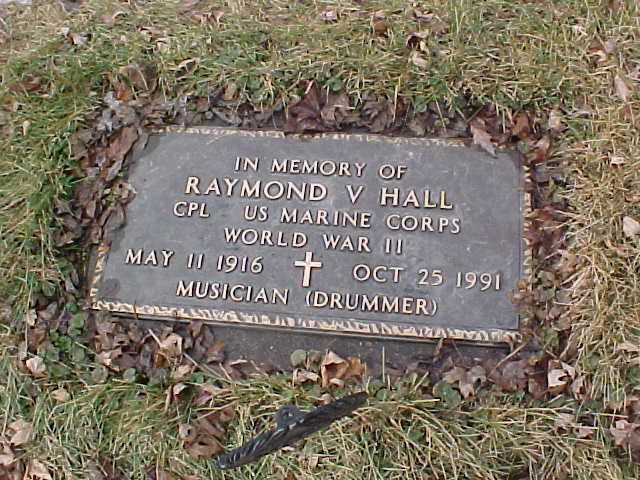 IN MEMORY OF
RAYMOND V HALL
CPL US MARINE CORPS
WORLD WAR II
MAY 11 1916 OCT 25 1991
MUSICIAN (DRUMMER)